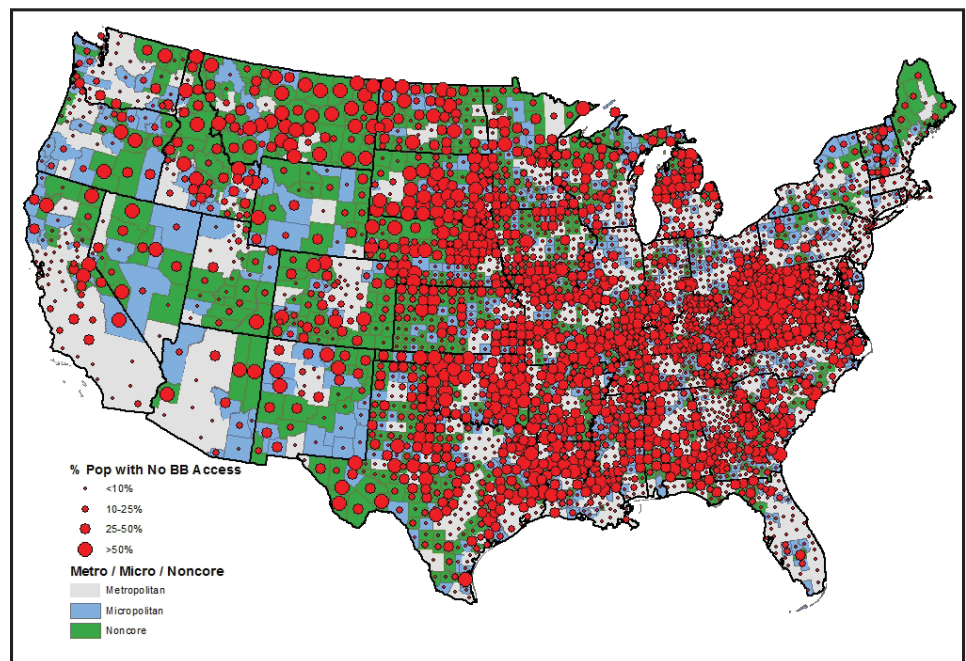 % Pop with No BB Access
<10%
10-25%
25-50%
>50%
Metro / Micro / Noncore
Metropolitan
Micropolitan
Noncore